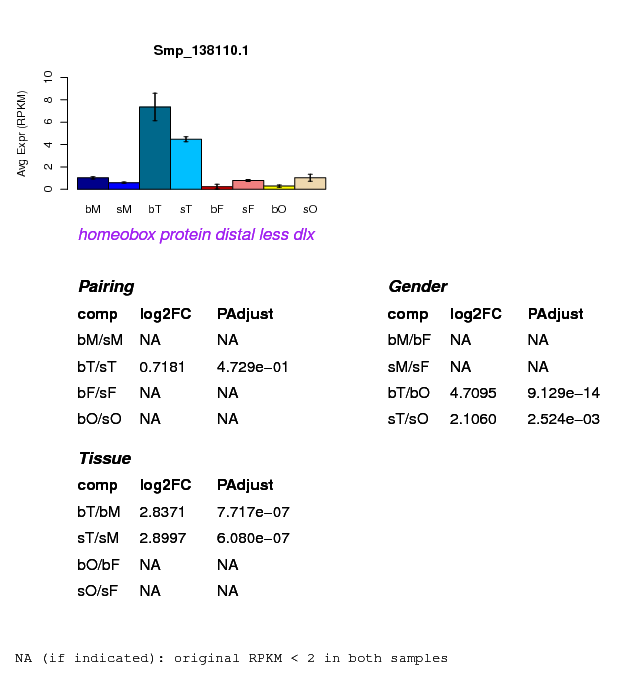 Smp_138110.1
Avg Expr (RPKM)
10
8
6
4
2
0
bM sM bT sT bF sF bO sO
homeobox protein distal less dlx
Pairing
comp log2FC PAdjust
bM/sM NA NA
bT/sT 0.7181 4.729e−01
bF/sF NA NA
bO/sO NA NA
Gender
comp log2FC PAdjust
bM/bF NA NA
sM/sF NA NA
bT/bO 4.7095 9.129e−14
sT/sO 2.1060 2.524e−03
Tissue
comp log2FC PAdjust
bT/bM 2.8371 7.717e−07
sT/sM 2.8997 6.080e−07
bO/bF NA NA
sO/sF NA NA
NA (if indicated): original RPKM < 2 in both samples